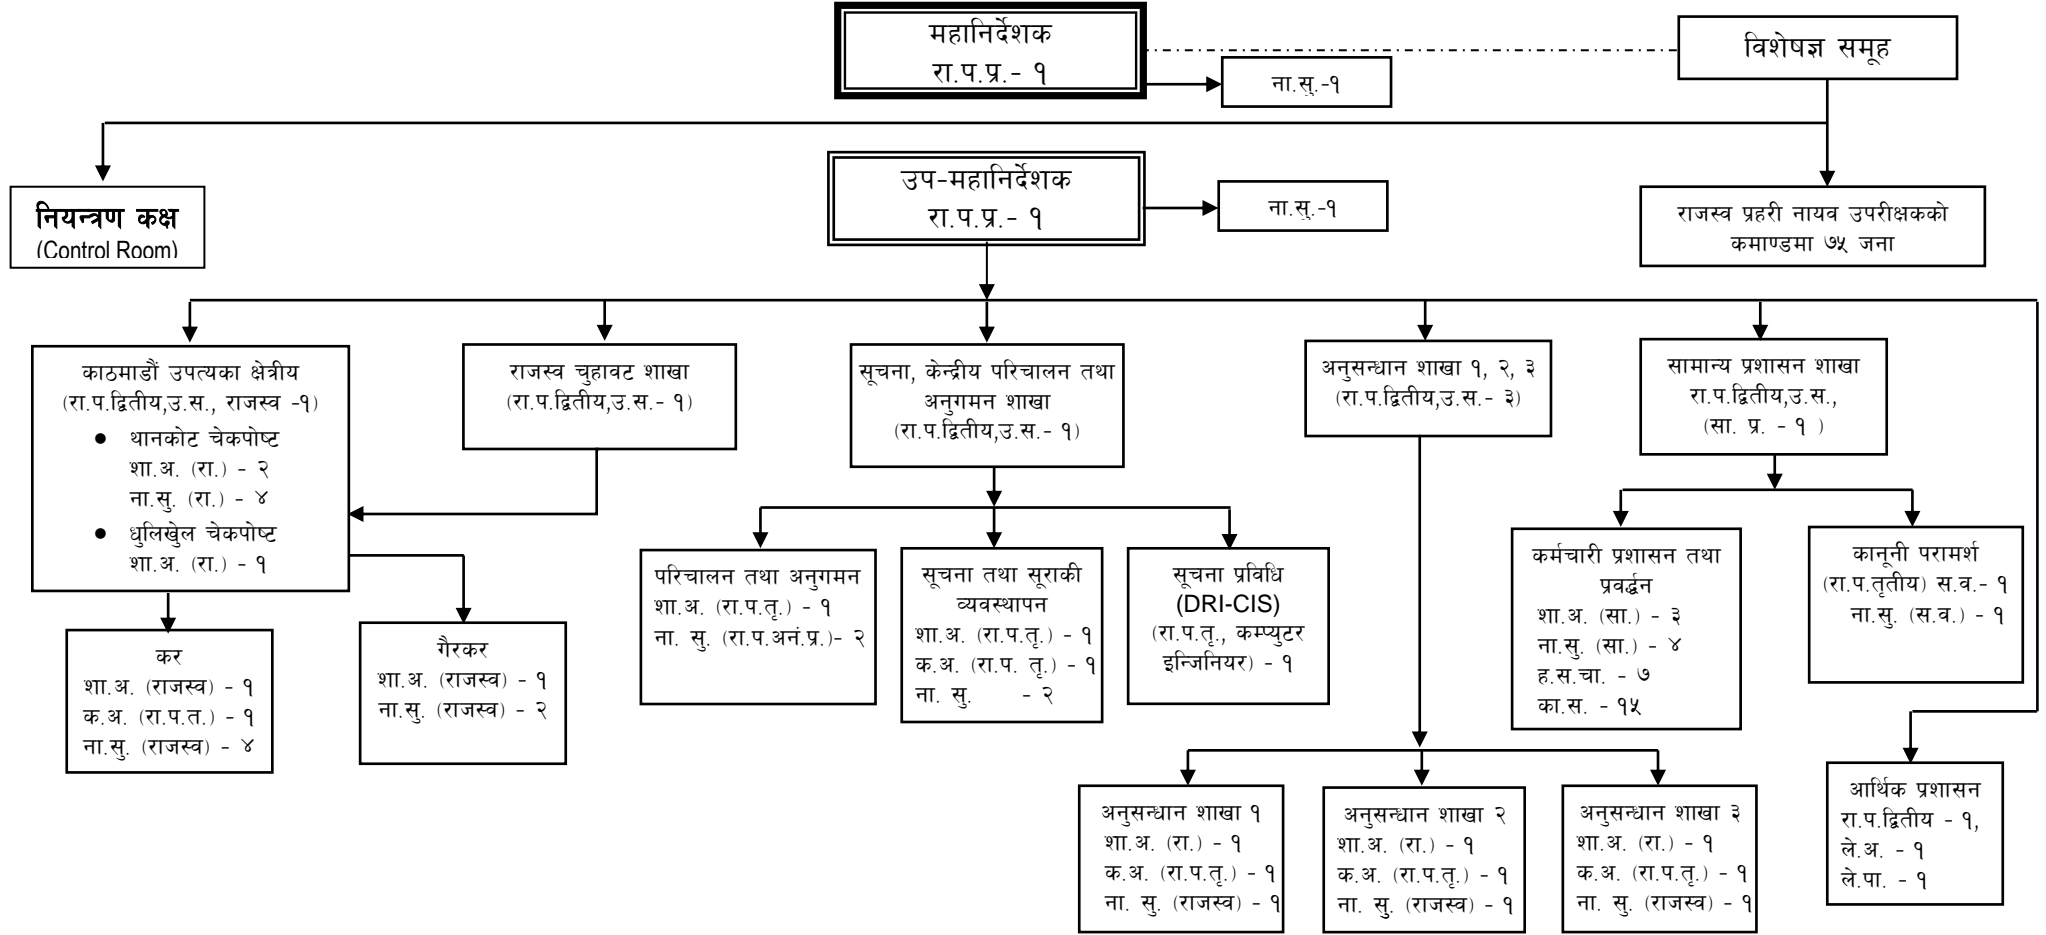 महानिर्देशक
रा.प.प्र.- १
विशेषज्ञ समूह
ना.सु.-१
उप-महानिर्देशक
रा.प.प्र.- १
ना.सु.-१
नियन्त्रण कक्ष
(Control Room)
राजस्व प्रहरी नायव उपरीक्षकको
कमाण्डमा ७५ जना
काठमाडौं उपत्यका क्षेत्रीय
(रा.प.द्वितीय,उ.स., राजस्व -१)
● थानकोट चेकपोष्ट
शा.अ. (रा.) - २
ना.सु. (रा.) - ४
● धुलिखेल चेकपोष्ट
शा.अ. (रा.) - १
राजस्व चुहावट शाखा
(रा.प.द्वितीय,उ.स.- १)
सूचना, केन्द्रीय परिचालन तथा
अनुगमन शाखा
(रा.प.द्वितीय,उ.स.- १)
अनुसन्धान शाखा १, २, ३
(रा.प.द्वितीय,उ.स.- ३)
सामान्य प्रशासन शाखा
रा.प.द्वितीय,उ.स.,
(सा. प्र. - १ )
कर
शा.अ. (राजस्व) - १
क.अ. (रा.प.त.) - १
ना.सु. (राजस्व) - ४
गैरकर
शा.अ. (राजस्व) - १
ना.सु. (राजस्व) - २
परिचालन तथा अनुगमन
शा.अ. (रा.प.तृ.) - १
ना. सु. (रा.प.अनं.प्र.)- २
सूचना तथा सूराकी
व्यवस्थापन
शा.अ. (रा.प.तृ.) - १
क.अ. (रा.प. तृ.) - १
ना. सु. - २
सूचना प्रविधि
(DRI-CIS)
(रा.प.तृ., कम्प्युटर
इन्जिनियर) - १
कर्मचारी प्रशासन तथा
प्रवर्द्धन
शा.अ. (सा.) - ३
ना.सु. (सा.) - ४
ह.स.चा. - ७
का.स. - १५
कानूनी परामर्श
(रा.प.तृतीय) स.व.- १
ना.सु. (स.व.) - १
अनुसन्धान शाखा १
शा.अ. (रा.) - १
क.अ. (रा.प.तृ.) - १
ना. सु. (राजस्व) - १
अनुसन्धान शाखा २
शा.अ. (रा.) - १
क.अ. (रा.प.तृ.) - १
ना. सु. (राजस्व) - १
अनुसन्धान शाखा ३
शा.अ. (रा.) - १
क.अ. (रा.प.तृ.) - १
ना. सु. (राजस्व) - १
आर्थिक प्रशासन
रा.प.द्वितीय - १,
ले.अ. - १
ले.पा. - १